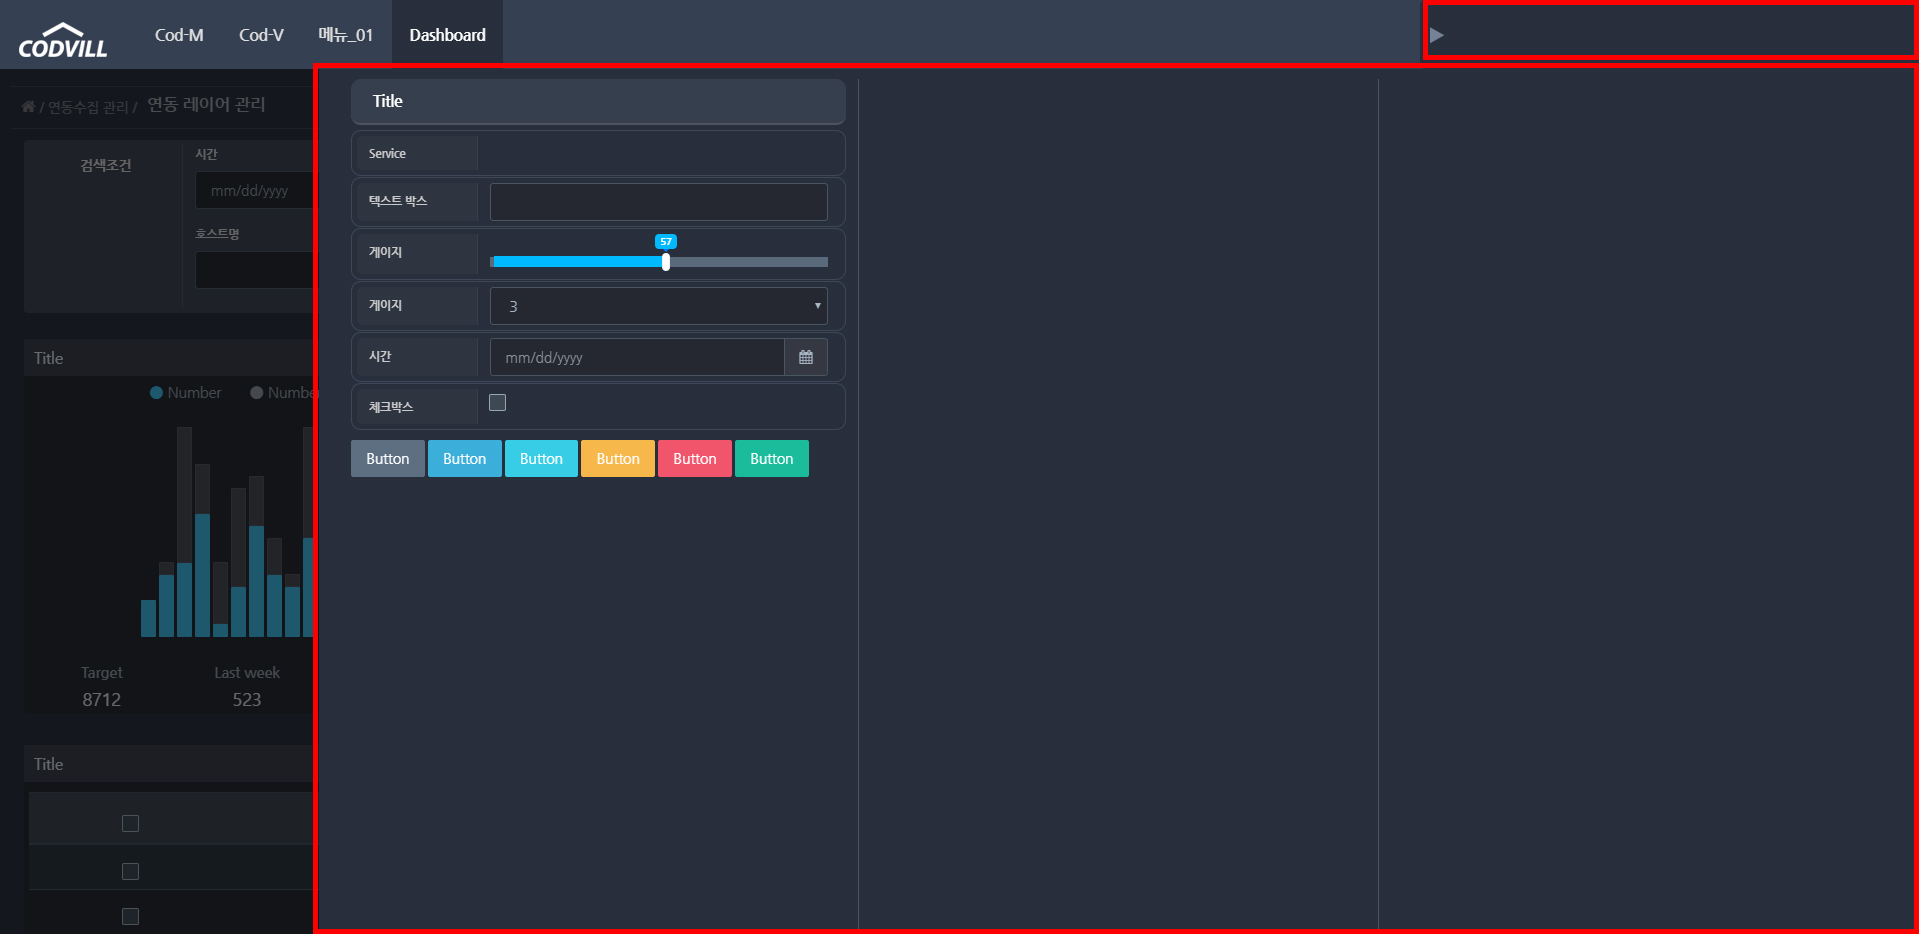 CODVILL
Cod-M Cod-V 메뉴_01 Dashboard
/ 연동수집 관리 / 연동 레이어 관리
검색조건
시간
mm/dd/yyyy
호스트명
Title
Number Number
Target Last week
8712 523
Title
Title
Service
텍스트 박스
게이지
57
게이지
3
시간
mm/dd/yyyy
체크박스
Button Button Button Button Button Button